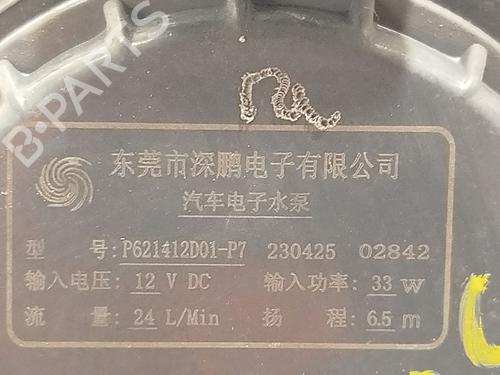 B-PARTS
东莞市深鹏电子有限公司
汽车电子水泵
型 号: P621412D01-P7 230425 02842
输入电压: 12 V DC 输入功率: 33 W
流 量: 24 L/Min 扬 程: 6.5 m